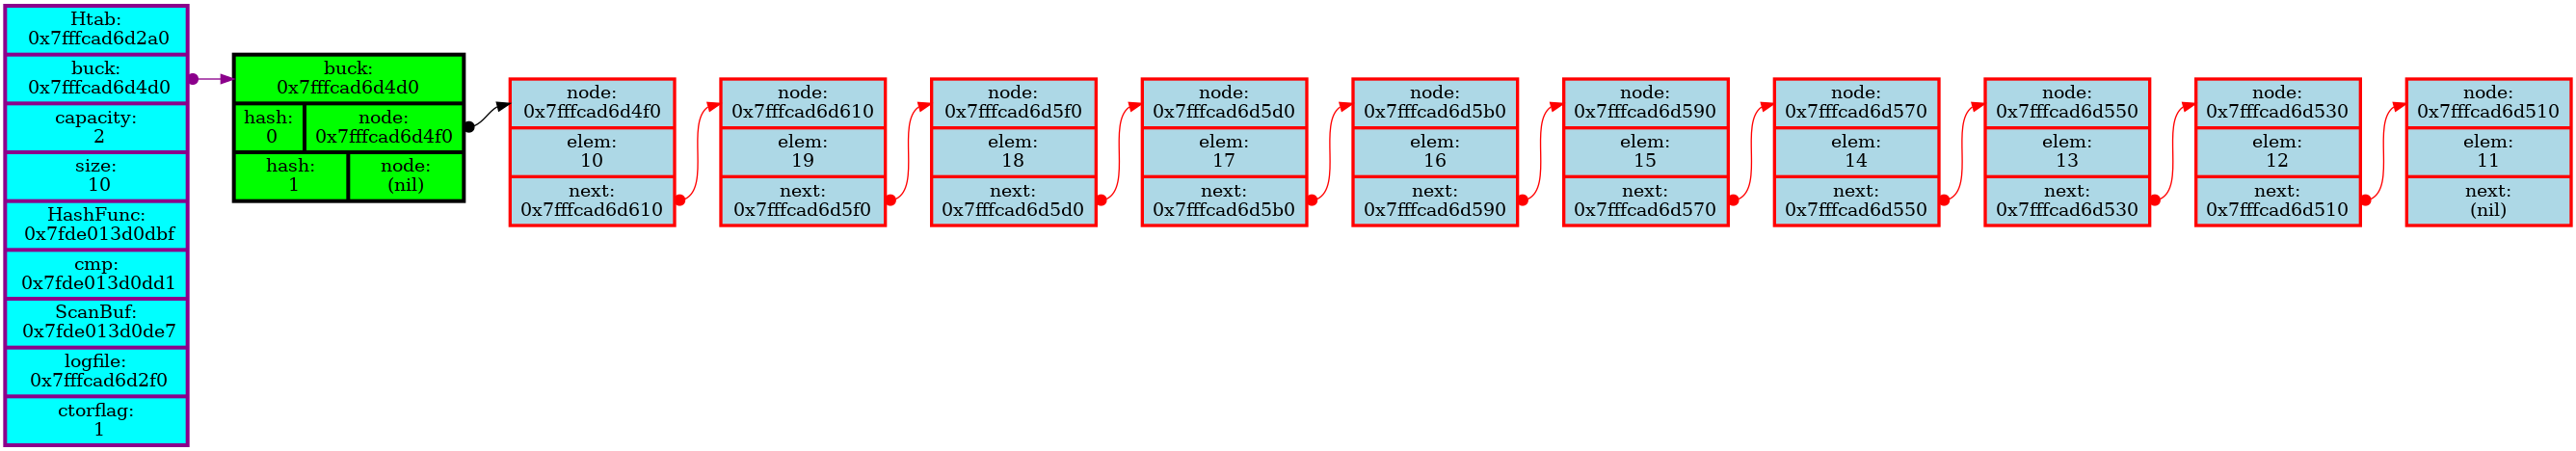 Htab:
0x7fffcad6d2a0
buck:
0x7fffcad6d4d0
capacity:
2
size:
10
HashFunc:
0x7fde013d0dbf
cmp:
0x7fde013d0dd1
ScanBuf:
0x7fde013d0de7
logfile:
0x7fffcad6d2f0
ctorflag:
1
buck:
0x7fffcad6d4d0
hash:
0
node:
0x7fffcad6d4f0
hash:
1
node:
(nil)
node:
0x7fffcad6d4f0
elem:
10
next:
0x7fffcad6d610
node:
0x7fffcad6d610
elem:
19
next:
0x7fffcad6d5f0
node:
0x7fffcad6d5f0
elem:
18
next:
0x7fffcad6d5d0
node:
0x7fffcad6d5d0
elem:
17
next:
0x7fffcad6d5b0
node:
0x7fffcad6d5b0
elem:
16
next:
0x7fffcad6d590
node:
0x7fffcad6d590
elem:
15
next:
0x7fffcad6d570
node:
0x7fffcad6d570
elem:
14
next:
0x7fffcad6d550
node:
0x7fffcad6d550
elem:
13
next:
0x7fffcad6d530
node:
0x7fffcad6d530
elem:
12
next:
0x7fffcad6d510
node:
0x7fffcad6d510
elem:
11
next:
(nil)